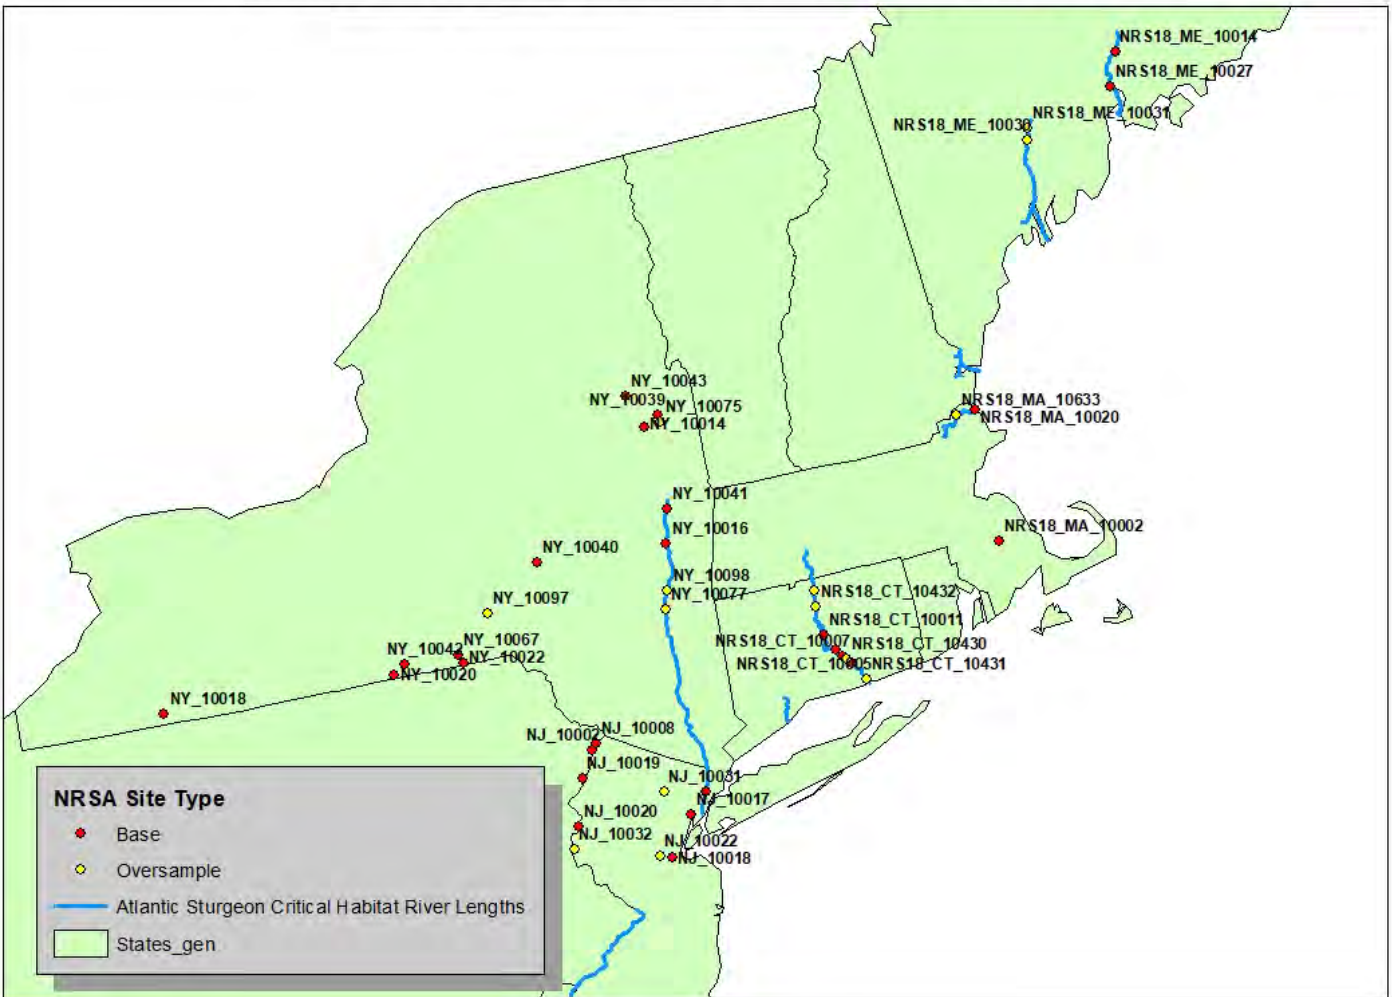 NRS18_ME_10014
NRS18_ME_10027
NRS18_ME_10031
NRS18_ME_10030
NY_10043
NY_10039
NY_10075
NY_10014
NRS18_MA_10633
NRS18_MA_10020
NY_10041
NY_10016
NRS18_MA_10002
NY_10040
NY_10098
NY_10077
NY_10097
NRS18_CT_10432
NRS18_CT_10011
NRS18_CT_10007
NRS18_CT_10430
NRS18_CT_10005
NRS18_CT_10431
NY_10067
NY_10042
NY_10022
NY_10020
NY_10018
NJ_10008
NJ_10002
NJ_10019
NJ_10031
NJ_10017
NJ_10020
NJ_10032
NJ_10022
NJ_10018
NRSA Site Type
Base
Oversample
Atlantic Sturgeon Critical Habitat River Lengths
States_gen